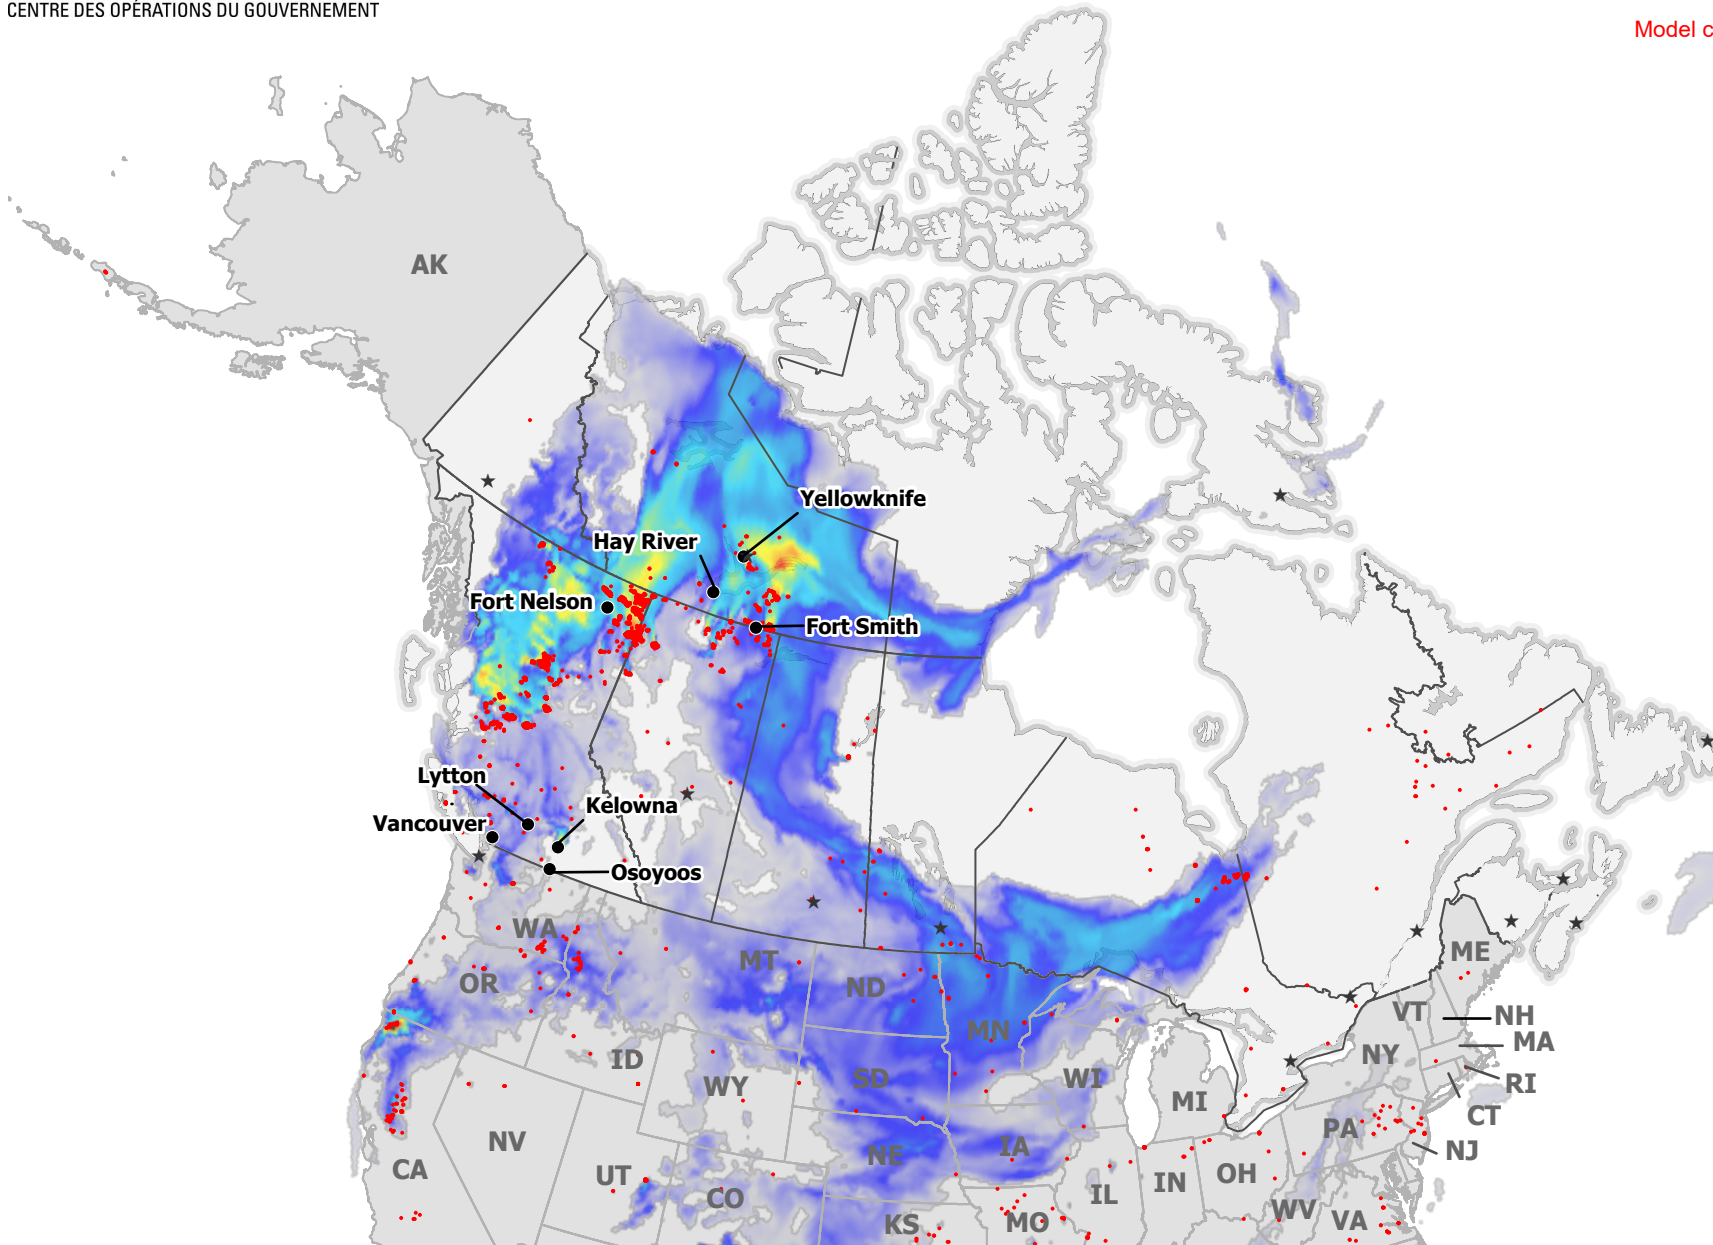 CENTRE DES OPÉRATIONS DU GOUVERNEMENT
Model c
AK
Yellowknife
Hay River
Fort Nelson
Fort Smith
Lytton
Kelowna
Vancouver
Osoyoos
WA
MT
ND
OR
MN
ME
VT
NH
MA
NY
ID
WY
SD
WI
MI
RI
CT
NV
PA
NJ
CA
UT
NE
IA
CO
IL
IN
OH
KS
MO
WV
VA